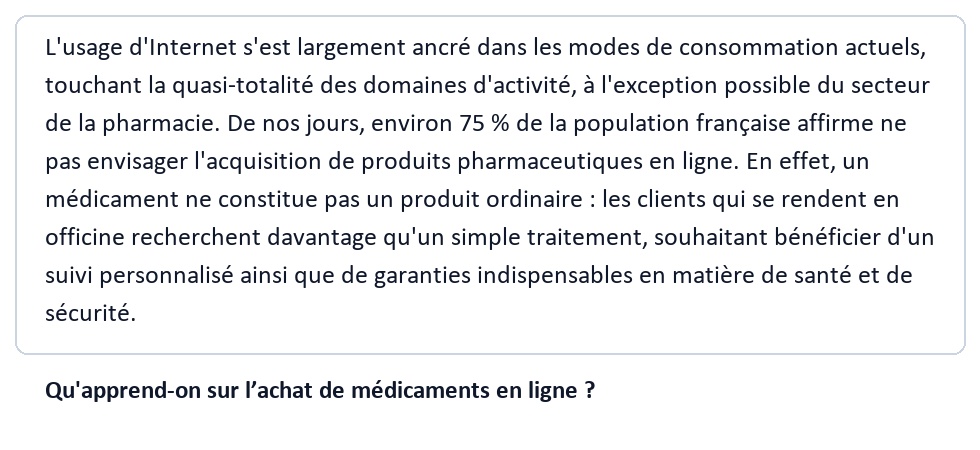 L'usage d'Internet s'est largement ancré dans les modes de consommation actuels,
touchant la quasi-totalité des domaines d'activité, à l'exception possible du secteur
de la pharmacie. De nos jours, environ 75 % de la population française affirme ne
pas envisager l'acquisition de produits pharmaceutiques en ligne. En effet, un
médicament ne constitue pas un produit ordinaire : les clients qui se rendent en
officine recherchent davantage qu'un simple traitement, souhaitant bénéficier d'un
suivi personnalisé ainsi que de garanties indispensables en matière de santé et de
sécurité.
Qu'apprend-on sur l’achat de médicaments en ligne ?